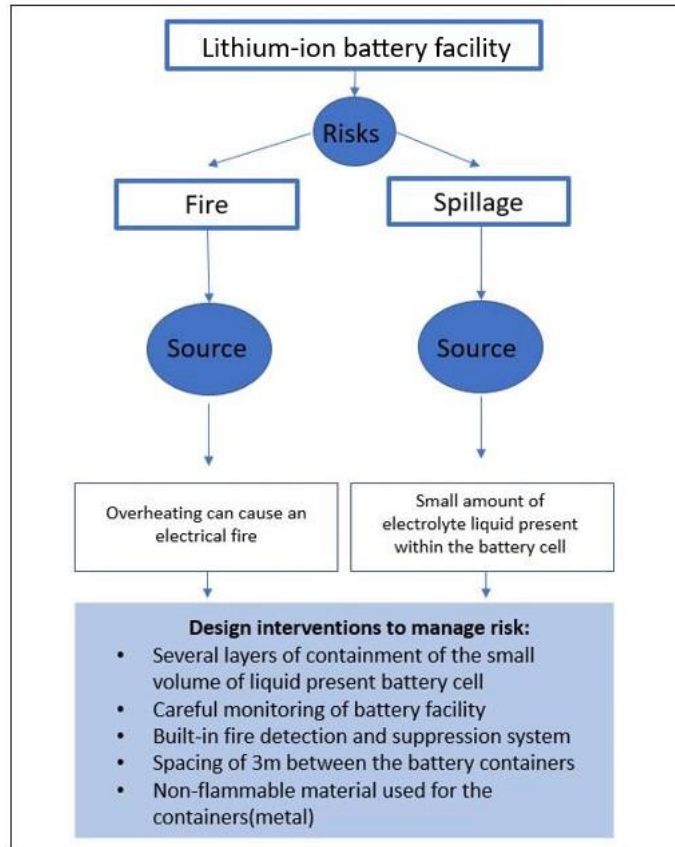 Lithium-ion battery facility
Risks
Fire
Spillage
Source
Source
Overheating can cause an
electrical fire
Small amount of
electrolyte liquid present
within the battery cell
Design interventions to manage risk:
• Several layers of containment of the small
volume of liquid present battery cell
• Careful monitoring of battery facility
• Built-in fire detection and suppression system
• Spacing of 3m between the battery containers
• Non-flammable material used for the
containers(metal)